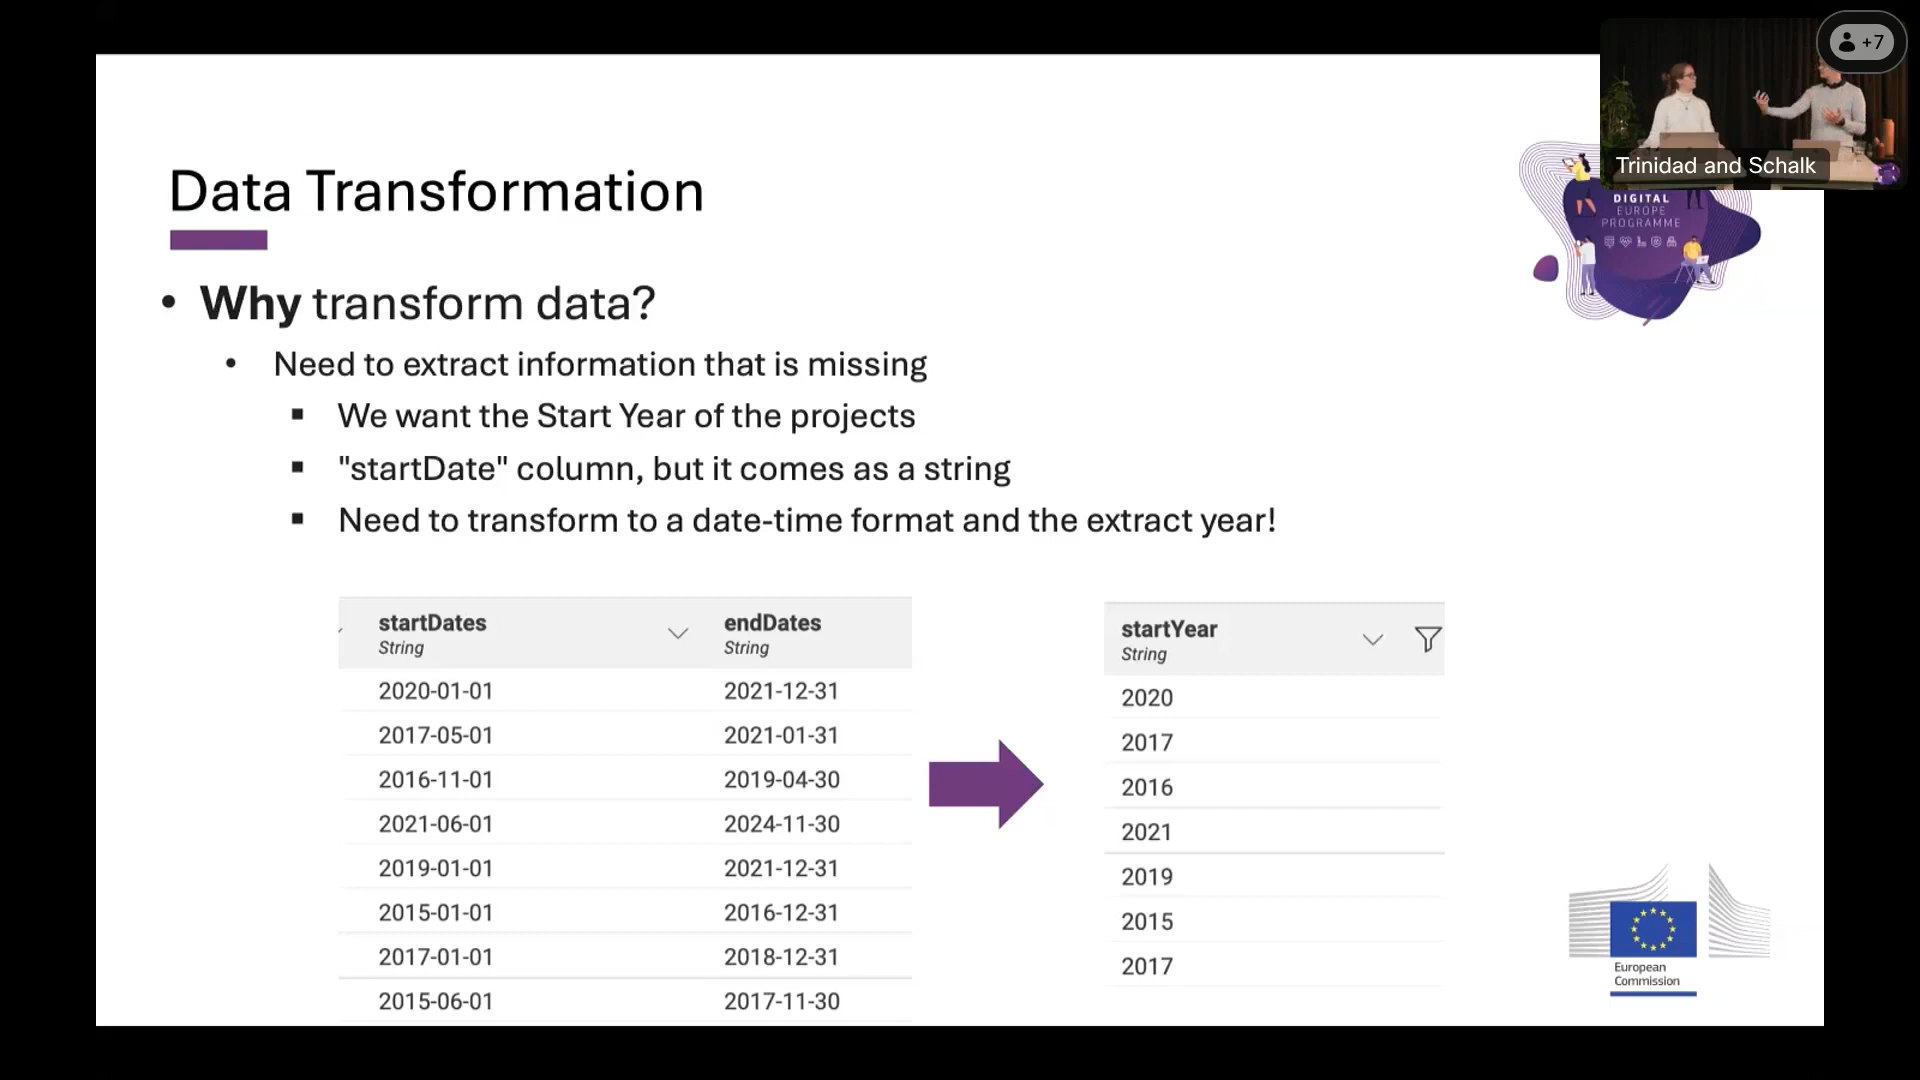 +7
Trinidad and Schalk
Data Transformation
DIGITAL
EUROPE
PROGRAMME
• Why transform data?
• Need to extract information that is missing
▪ We want the Start Year of the projects
▪ "startDate" column, but it comes as a string
▪ Need to transform to a date-time format and the extract year!
startDates endDates
String String
2020-01-01 2021-12-31
2017-05-01 2021-01-31
2016-11-01 2019-04-30
2021-06-01 2024-11-30
2019-01-01 2021-12-31
2015-01-01 2016-12-31
2017-01-01 2018-12-31
2015-06-01 2017-11-30
startYear
String
2020
2017
2016
2021
2019
2015
2017
European
Commission